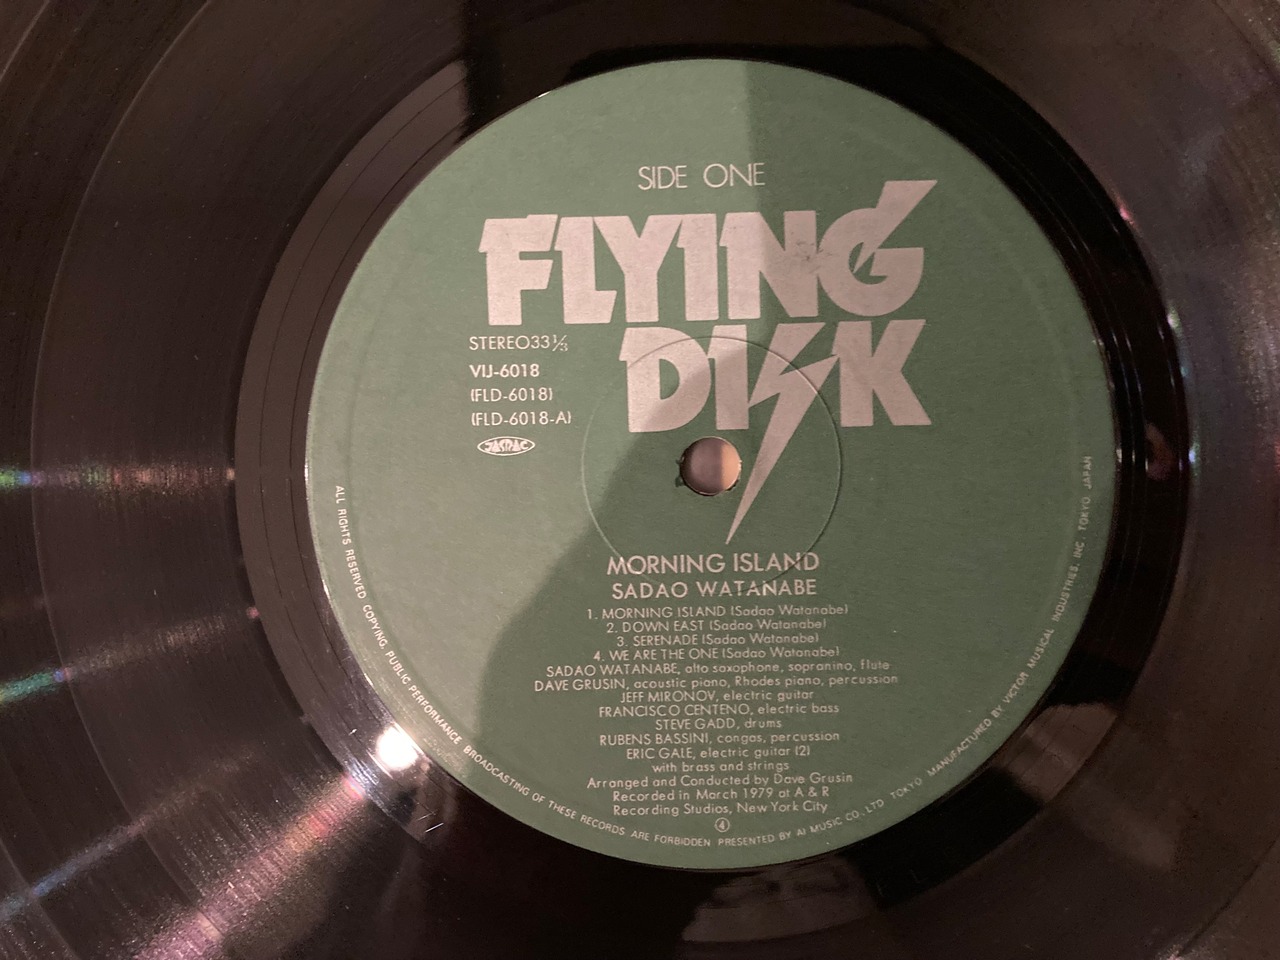 SIDE ONE
FLYING
DISK
STEREO33⅓
VIJ-6018
(FLD-6018)
(FLD-6018-A)
JASRAC
MORNING ISLAND
SADAO WATANABE
1. MORNING ISLAND (Sadao Watanabe)
2. DOWN EAST (Sadao Watanabe)
3. SERENADE (Sadao Watanabe)
4. WE ARE THE ONE (Sadao Watanabe)
SADAO WATANABE, alto saxophone, sopranino, flute
DAVE GRUSIN, acoustic piano, Rhodes piano, percussion
JEFF MIRONOV, electric guitar
FRANCISCO CENTENO, electric bass
STEVE GADD, drums
RUBENS BASSINI, congas, percussion
ERIC GALE, electric guitar (2)
with brass and strings
Arranged and Conducted by Dave Grusin
Recorded in March 1979 at A & R
Recording Studios, New York City
④
ALL RIGHTS RESERVED COPYING, PUBLIC PERFORMANCE BROADCASTING OF THESE RECORDS ARE FORBIDDEN PRESENTED BY AI MUSIC CO., LTD TOKYO MANUFACTURED BY VICTOR MUSICAL INDUSTRIES, INC. TOKYO JAPAN